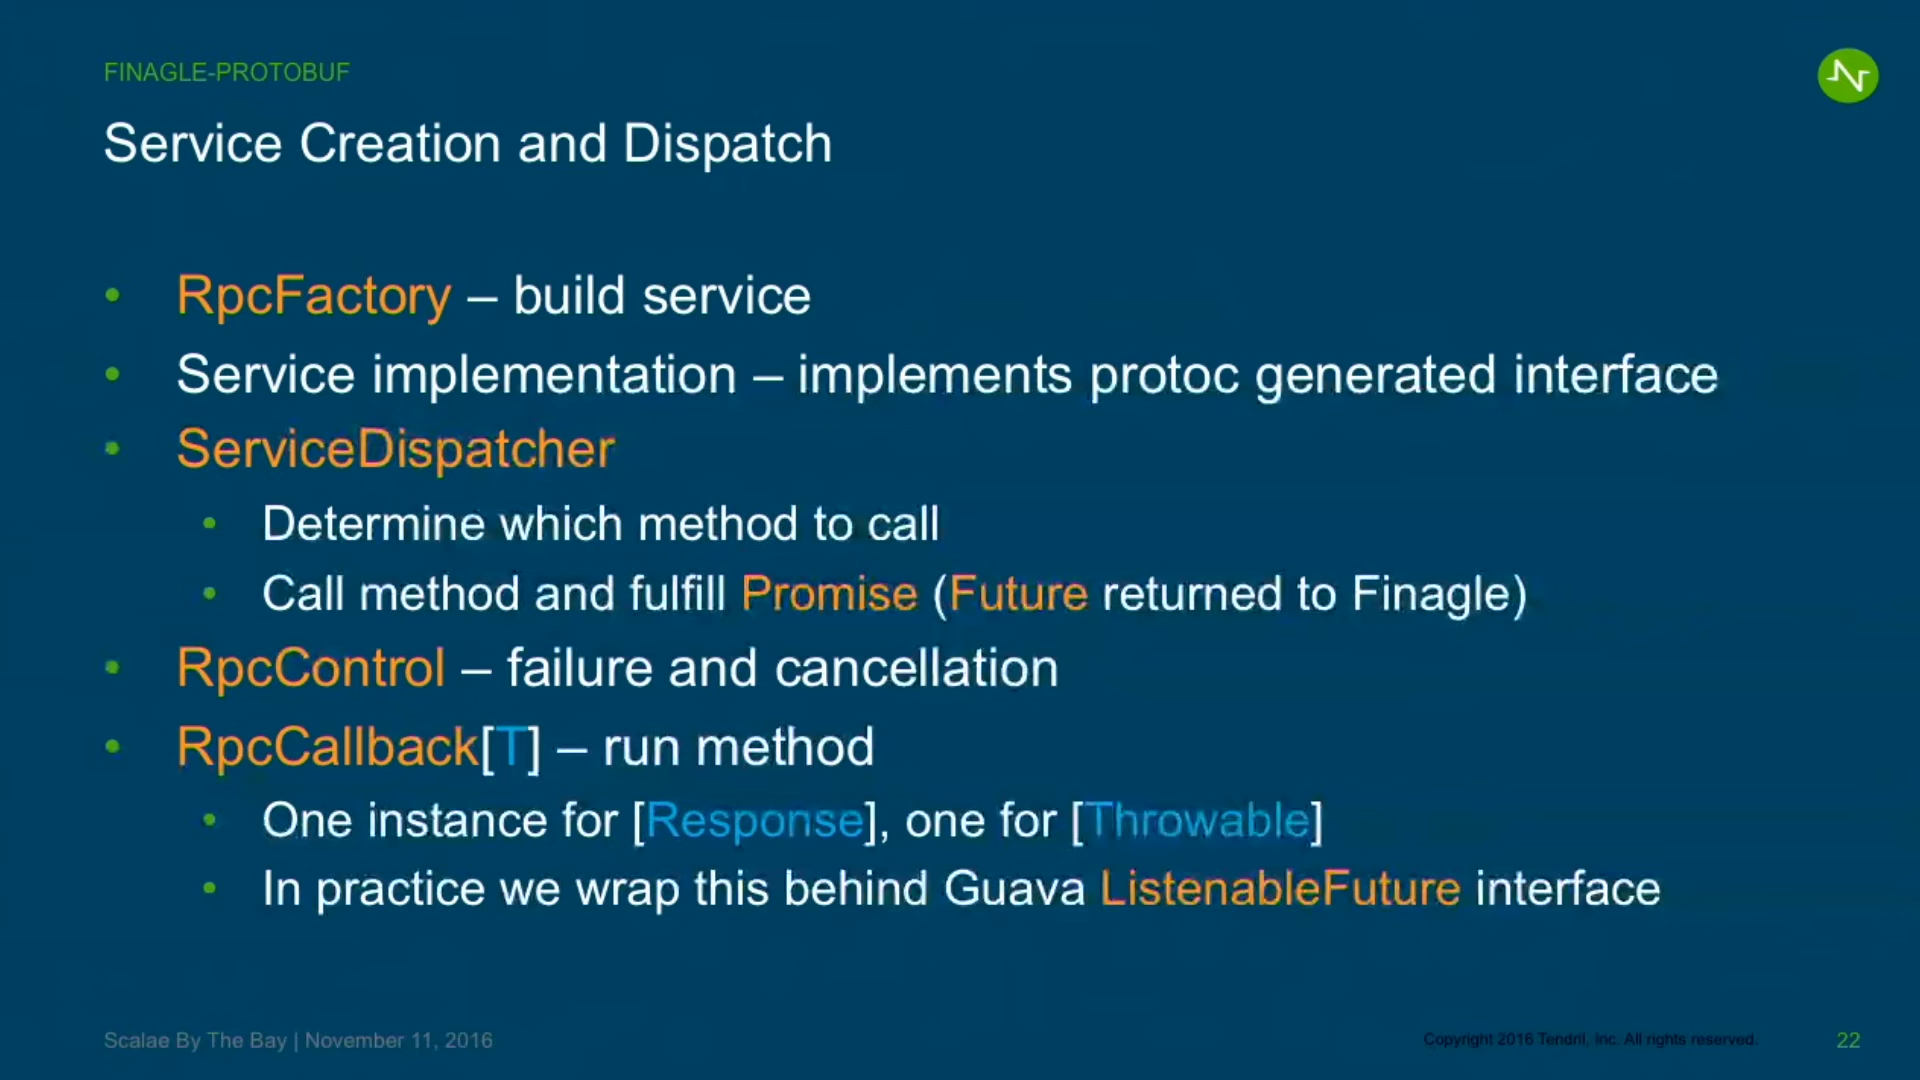 FINAGLE-PROTOBUF
Service Creation and Dispatch
• RpcFactory – build service
• Service implementation – implements protoc generated interface
• ServiceDispatcher
• Determine which method to call
• Call method and fulfill Promise (Future returned to Finagle)
• RpcControl – failure and cancellation
• RpcCallback[T] – run method
• One instance for [Response], one for [Throwable]
• In practice we wrap this behind Guava ListenableFuture interface
Scalae By The Bay | November 11, 2016
Copyright 2016 Tendril, Inc. All rights reserved.
22